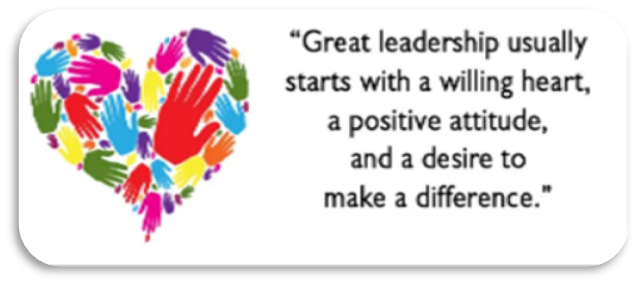 “Great leadership usually
starts with a willing heart,
a positive attitude,
and a desire to
make a difference.”